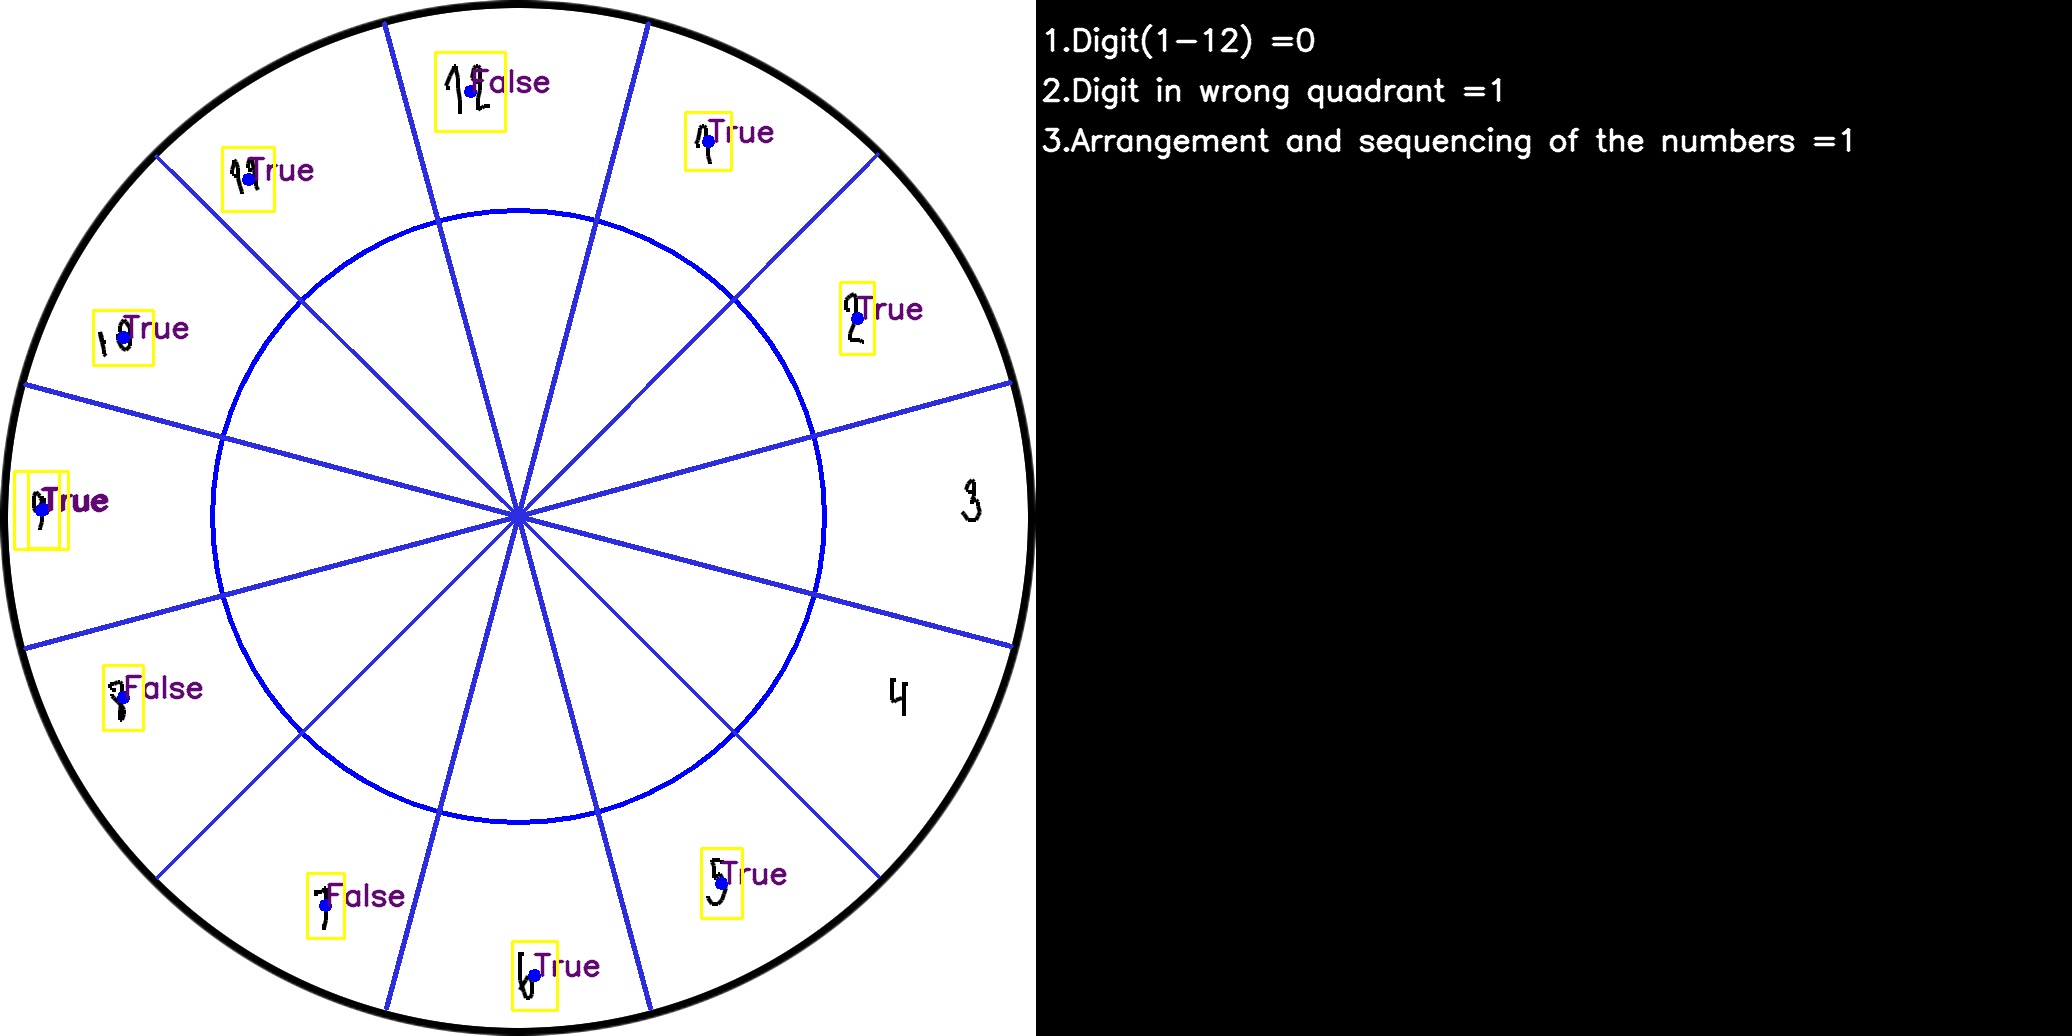 12 False
1 True
11 True
2 True
10 True
3
9 True
8 False
4
5 True
7 False
6 True
1.Digit(1-12) =0
2.Digit in wrong quadrant =1
3.Arrangement and sequencing of the numbers =1